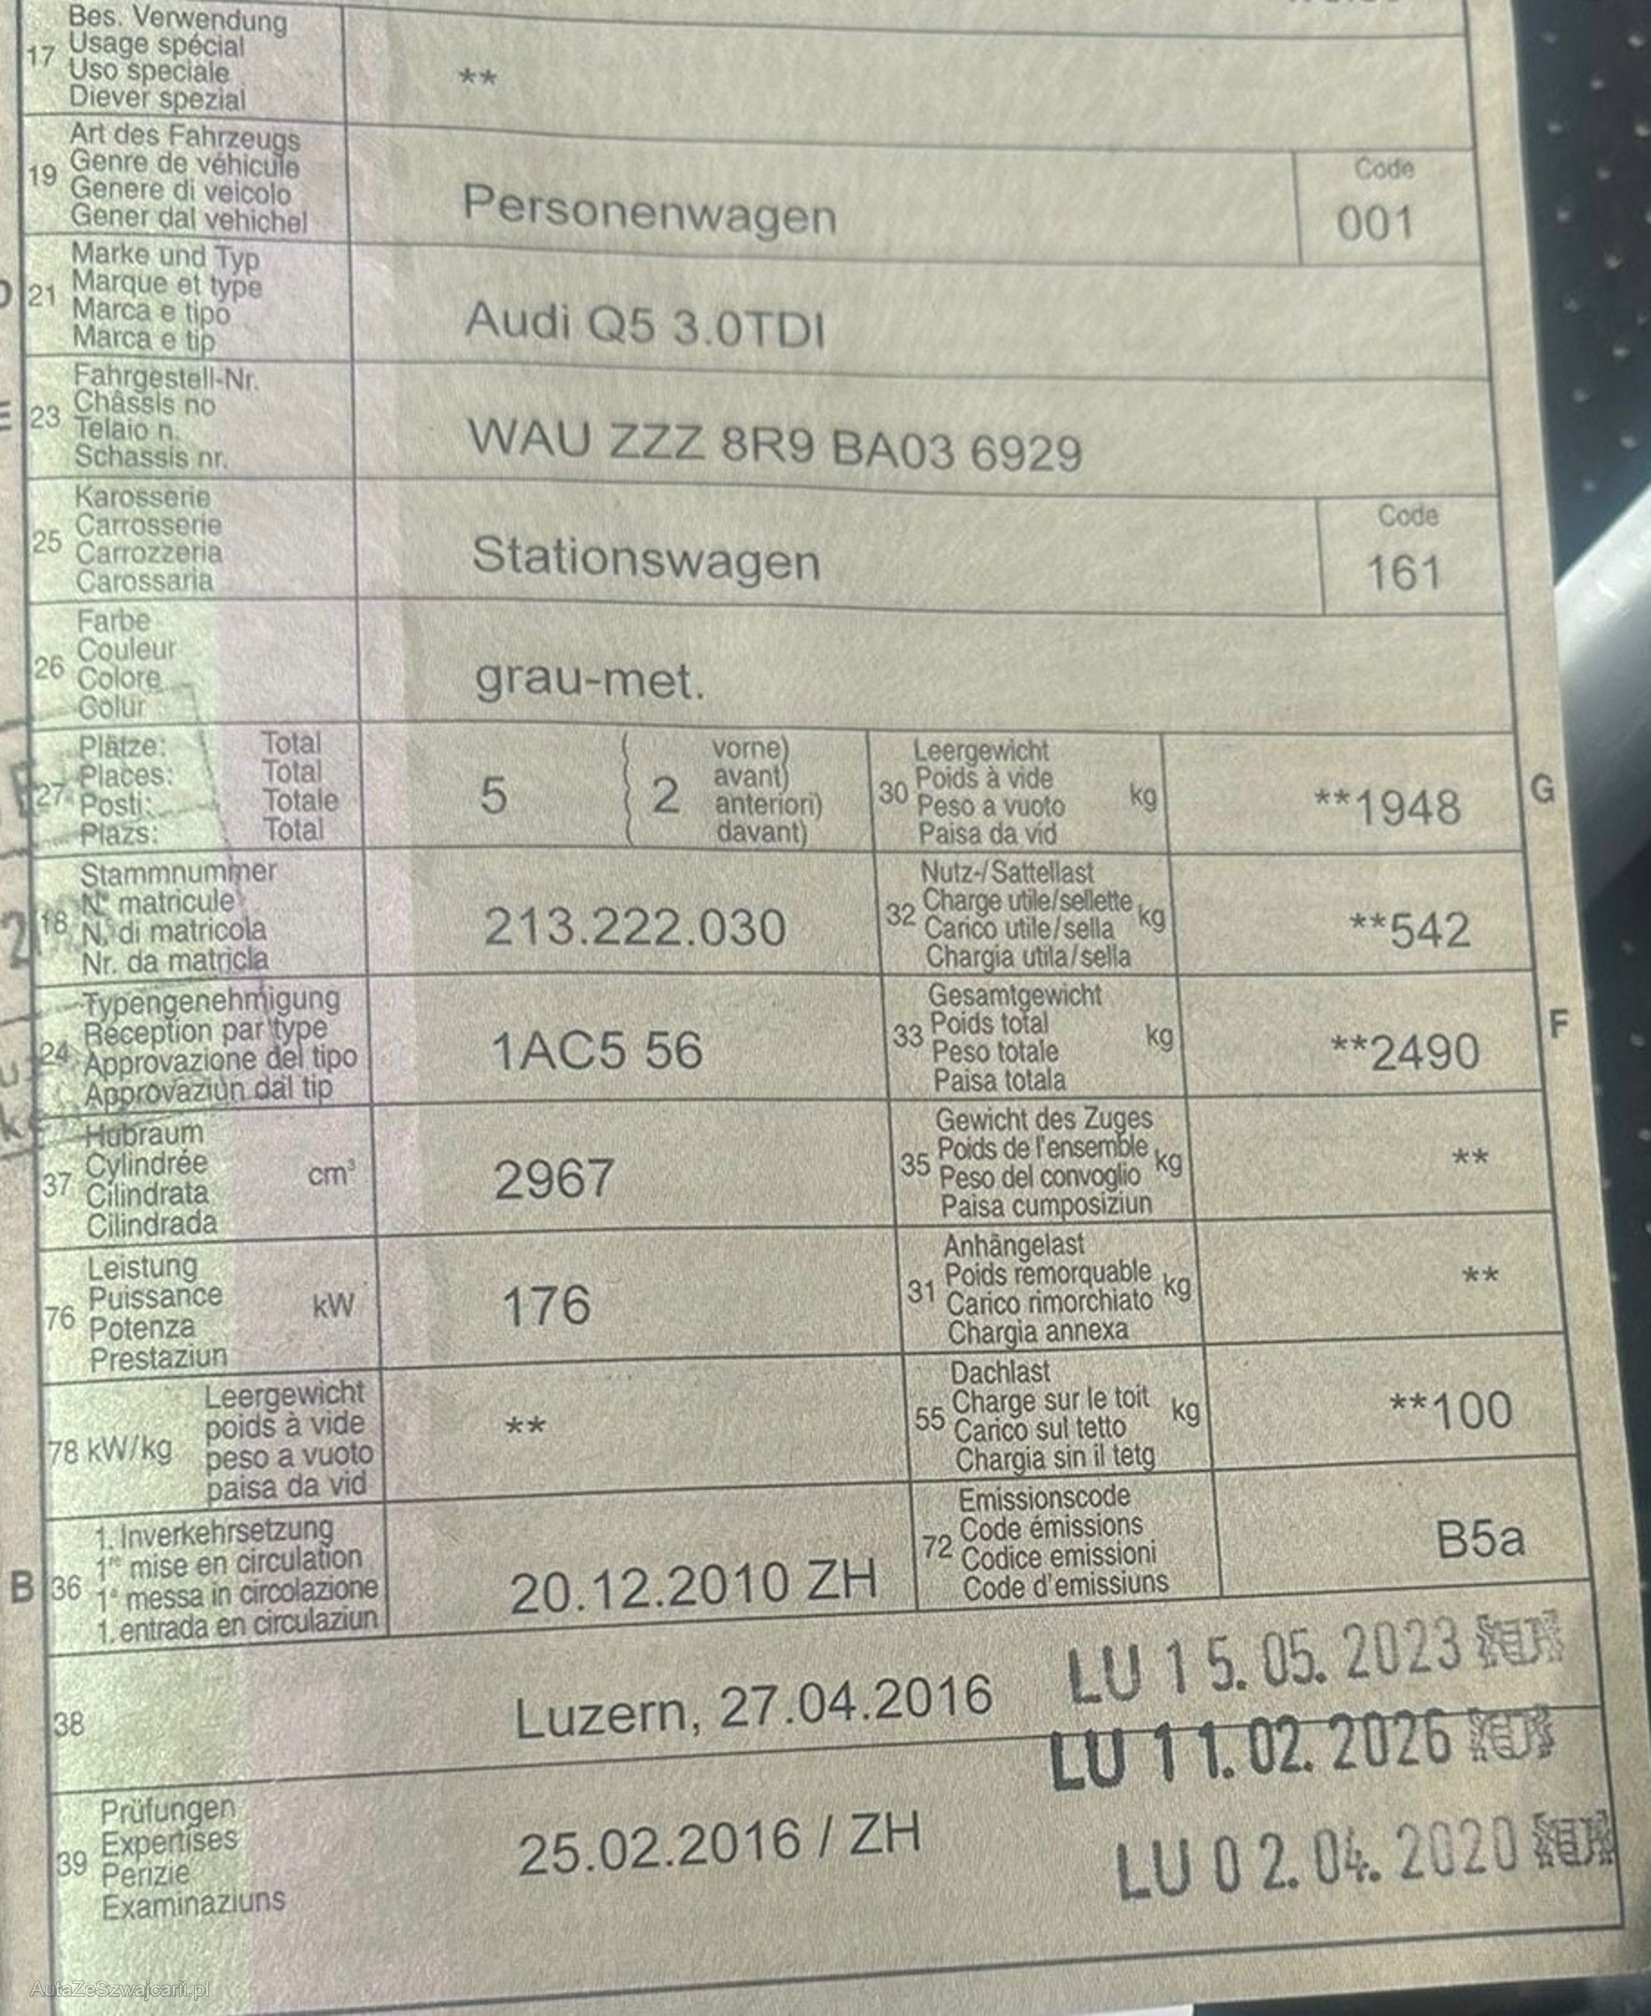 Bes. Verwendung
17 Usage spécial
Uso speciale
Diever spezial
**
Art des Fahrzeugs
19 Genre de véhicule
Genere di veicolo
Gener dal vehichel
Personenwagen
Code
001
Marke und Typ
21 Marque et type
Marca e tipo
Marca e tip
Audi Q5 3.0TDI
Fahrgestell-Nr.
23 Châssis no
Telaio n.
Schassis nr.
WAU ZZZ 8R9 BA03 6929
Karosserie
25 Carrosserie
Carrozzeria
Carossaria
Stationswagen
Code
161
Farbe
26 Couleur
Colore
Colur
grau-met.
Plätze: Total
27 Places: Total
Posti: Totale
Plazs: Total
5 2
vorne)
avant)
anteriori)
davant)
Leergewicht
30 Poids à vide kg
Peso a vuoto
Paisa da vid
**1948
G
Stammnummer
18 N° matricule
N. di matricola
Nr. da matricla
213.222.030
Nutz-/Sattellast
32 Charge utile/sellette kg
Carico utile/sella
Chargia utila/sella
**542
Typengenehmigung
24 Réception par type
Approvazione del tipo
Approvaziun dal tip
1AC5 56
Gesamtgewicht
33 Poids total kg
Peso totale
Paisa totala
**2490
F
Hubraum
37 Cylindrée cm³
Cilindrata
Cilindrada
2967
Gewicht des Zuges
35 Poids de l'ensemble kg
Peso del convoglio
Paisa cumposiziun
**
Leistung
76 Puissance kW
Potenza
Prestaziun
176
Anhängelast
31 Poids remorquable kg
Carico rimorchiato
Chargia annexa
**
Leergewicht
78 kW/kg poids à vide
peso a vuoto
paisa da vid
**
Dachlast
55 Charge sur le toit kg
Carico sul tetto
Chargia sin il tetg
**100
1. Inverkehrsetzung
B 36 1re mise en circulation
1a messa in circolazione
1. entrada en circulaziun
20.12.2010 ZH
Emissionscode
72 Code émissions
Codice emissioni
Code d'emissiuns
B5a
38
Luzern, 27.04.2016
LU 15.05.2023
LU 11.02.2026
Prüfungen
39 Expertises
Perizie
Examinaziuns
25.02.2016 / ZH
LU 02.04.2020
AutaZeSzwajcarii.pl